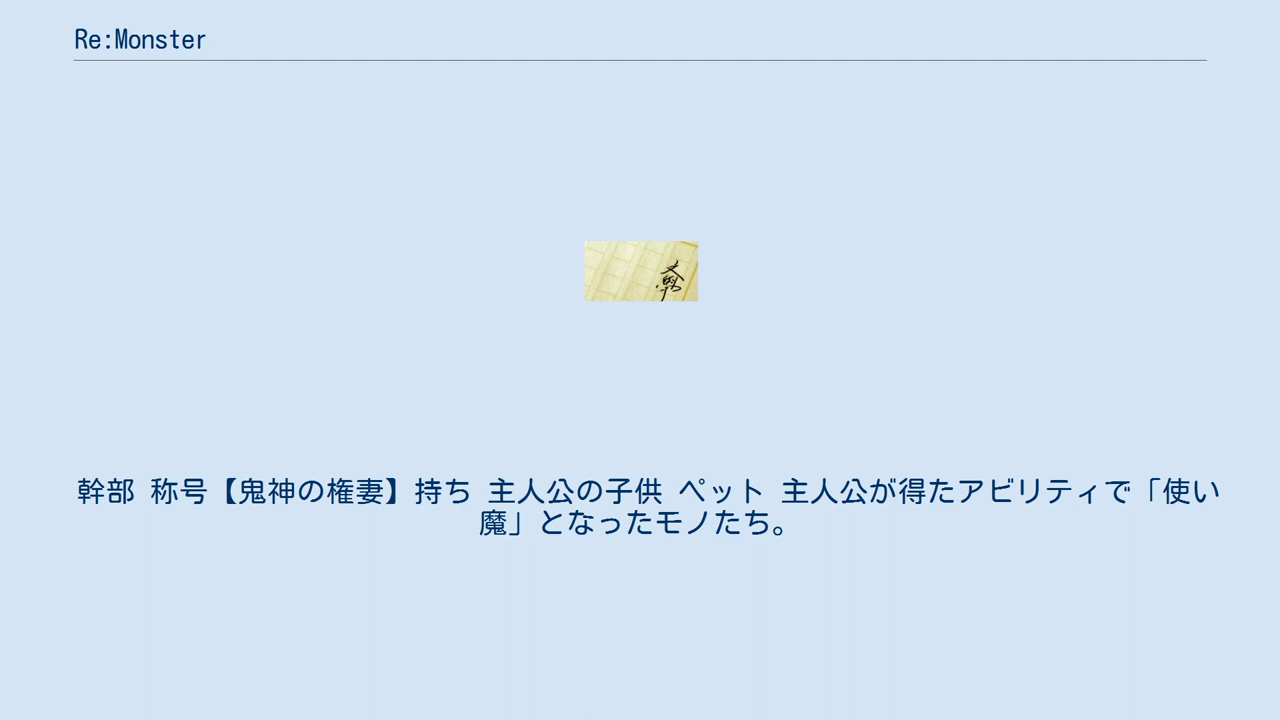 Re:Monster
幹部 称号【鬼神の権妻】持ち 主人公の子供 ペット 主人公が得たアビリティで「使い
魔」となったモノたち。